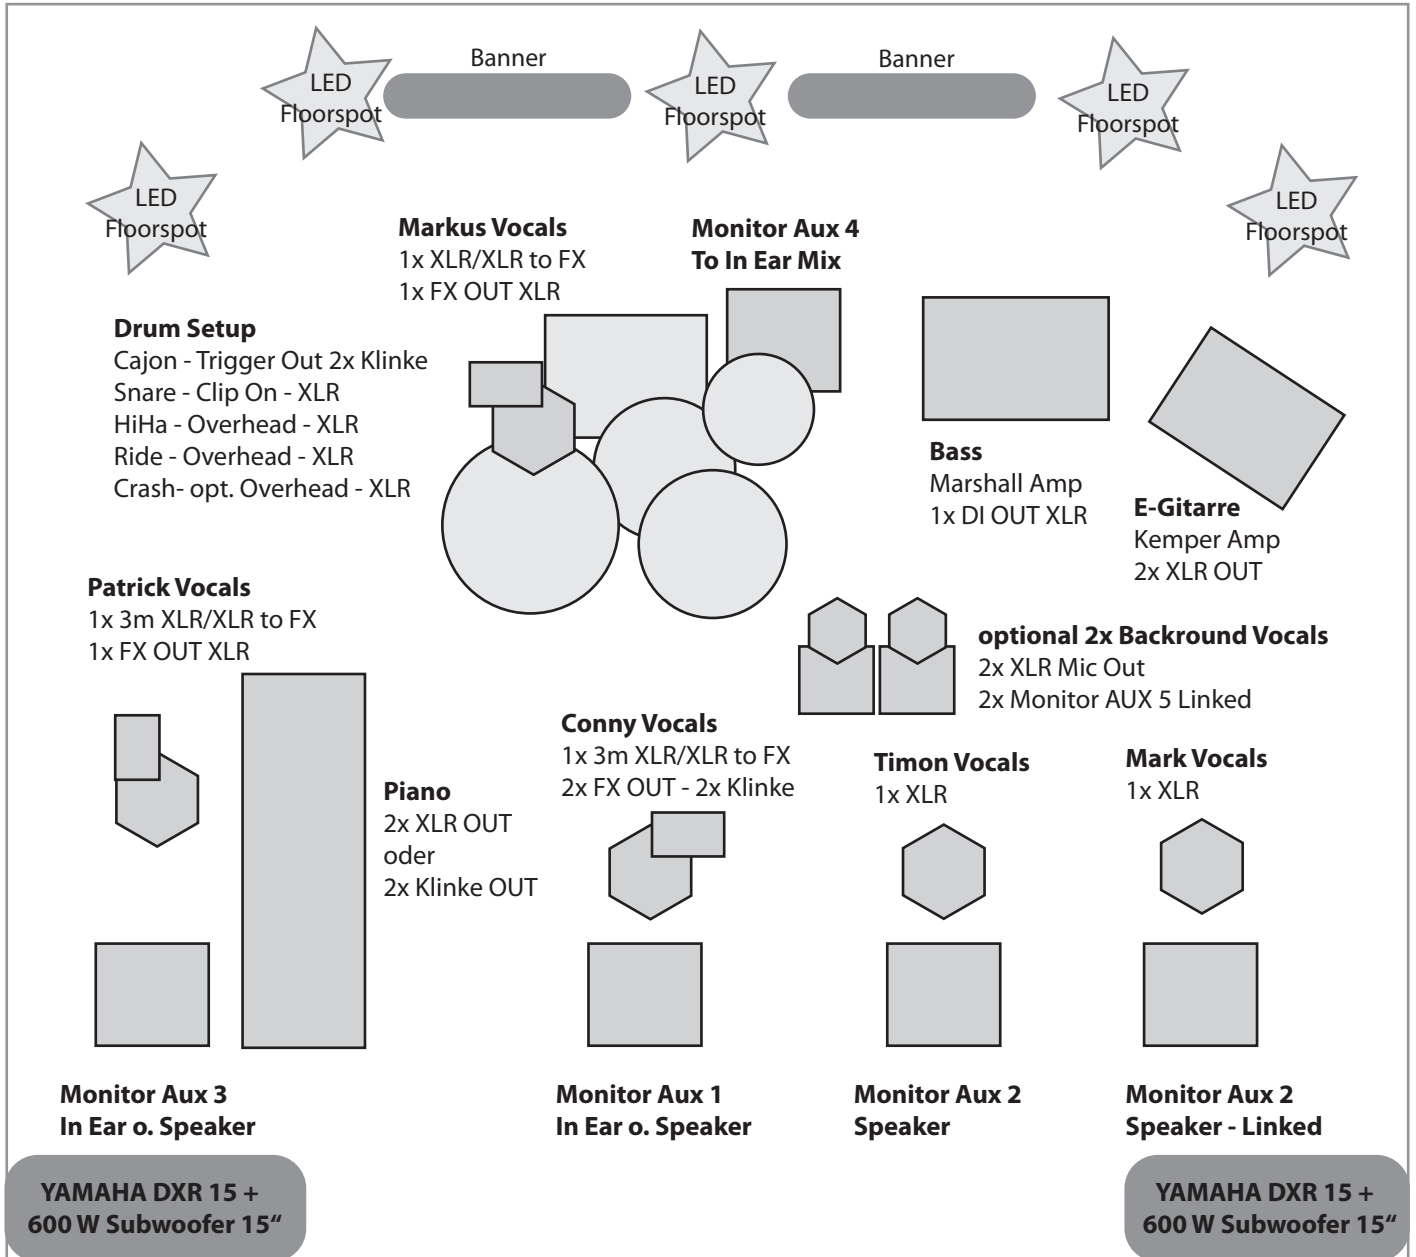 Banner
Banner
LED
Floorspot
LED
Floorspot
LED
Floorspot
LED
Floorspot
LED
Floorspot
Markus Vocals
1x XLR/XLR to FX
1x FX OUT XLR
Monitor Aux 4
To In Ear Mix
Drum Setup
Cajon - Trigger Out 2x Klinke
Snare - Clip On - XLR
HiHa - Overhead - XLR
Ride - Overhead - XLR
Crash- opt. Overhead - XLR
Bass
Marshall Amp
1x DI OUT XLR
E-Gitarre
Kemper Amp
2x XLR OUT
Patrick Vocals
1x 3m XLR/XLR to FX
1x FX OUT XLR
optional 2x Backround Vocals
2x XLR Mic Out
2x Monitor AUX 5 Linked
Conny Vocals
1x 3m XLR/XLR to FX
2x FX OUT - 2x Klinke
Timon Vocals
1x XLR
Mark Vocals
1x XLR
Piano
2x XLR OUT
oder
2x Klinke OUT
Monitor Aux 3
In Ear o. Speaker
Monitor Aux 1
In Ear o. Speaker
Monitor Aux 2
Speaker
Monitor Aux 2
Speaker - Linked
YAMAHA DXR 15 +
600 W Subwoofer 15“
YAMAHA DXR 15 +
600 W Subwoofer 15“